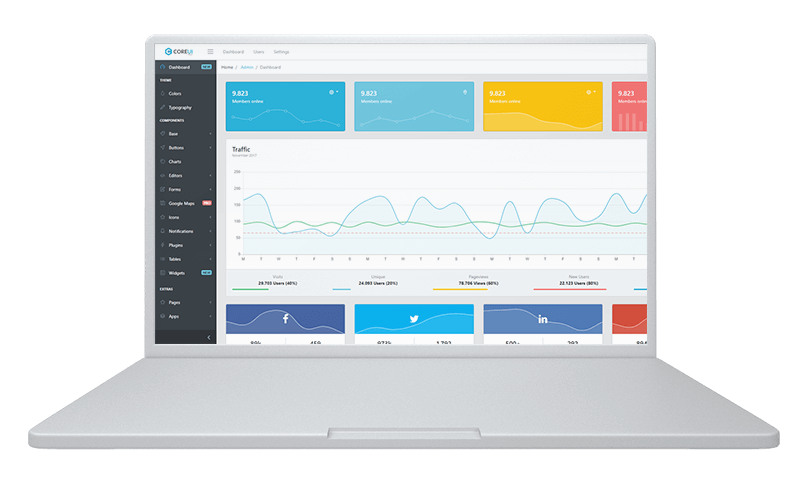 COREUI
Dashboard Users Settings
Dashboard NEW
Home / Admin / Dashboard
THEME
Colors
Typography
COMPONENTS
Base
Buttons
Charts
Editors
Forms
Google Maps PRO
Icons
Notifications
Plugins
Tables
Widgets NEW
EXTRAS
Pages
Apps
9.823
Members online
9.823
Members online
9.823
Members online
9.823
Members online
Traffic
November 2017
250
200
150
100
50
0
M T W T F S S M T W T F S S M T W T F S S M T
Visits
29.703 Users (40%)
Unique
24.093 Users (20%)
Pageviews
78.706 Views (60%)
New Users
22.123 Users (80%)
f
in
89k 459
973k 1.792
500+ 292
894